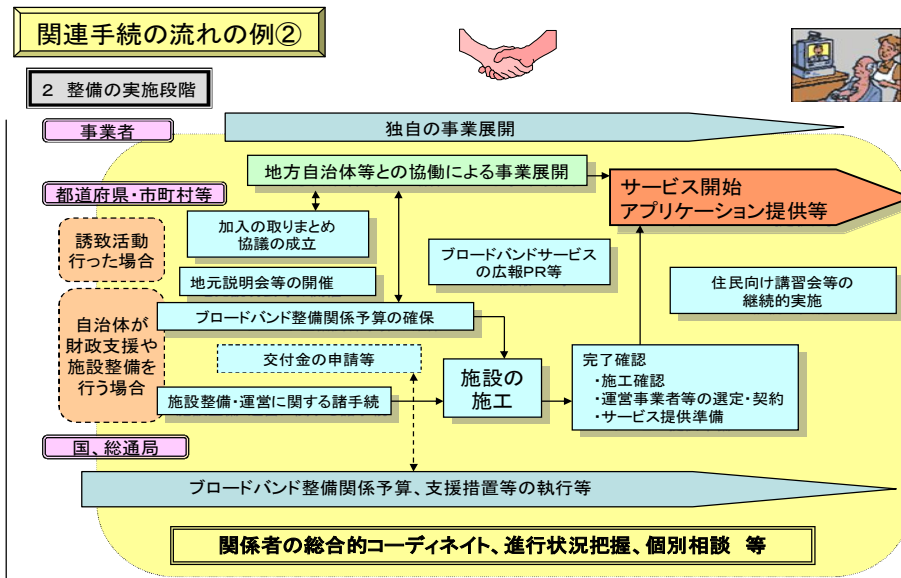 関連手続の流れの例②
2 整備の実施段階
事業者
独自の事業展開
地方自治体等との協働による事業展開
サービス開始
アプリケーション提供等
都道府県・市町村等
誘致活動
行った場合
加入の取りまとめ
協議の成立
ブロードバンドサービス
の広報PR等
地元説明会等の開催
住民向け講習会等の
継続的実施
自治体が
財政支援や
施設整備を
行う場合
ブロードバンド整備関係予算の確保
交付金の申請等
施設の
施工
完了確認
・施工確認
・運営事業者等の選定・契約
・サービス提供準備
施設整備・運営に関する諸手続
国、総通局
ブロードバンド整備関係予算、支援措置等の執行等
関係者の総合的コーディネイト、進行状況把握、個別相談 等